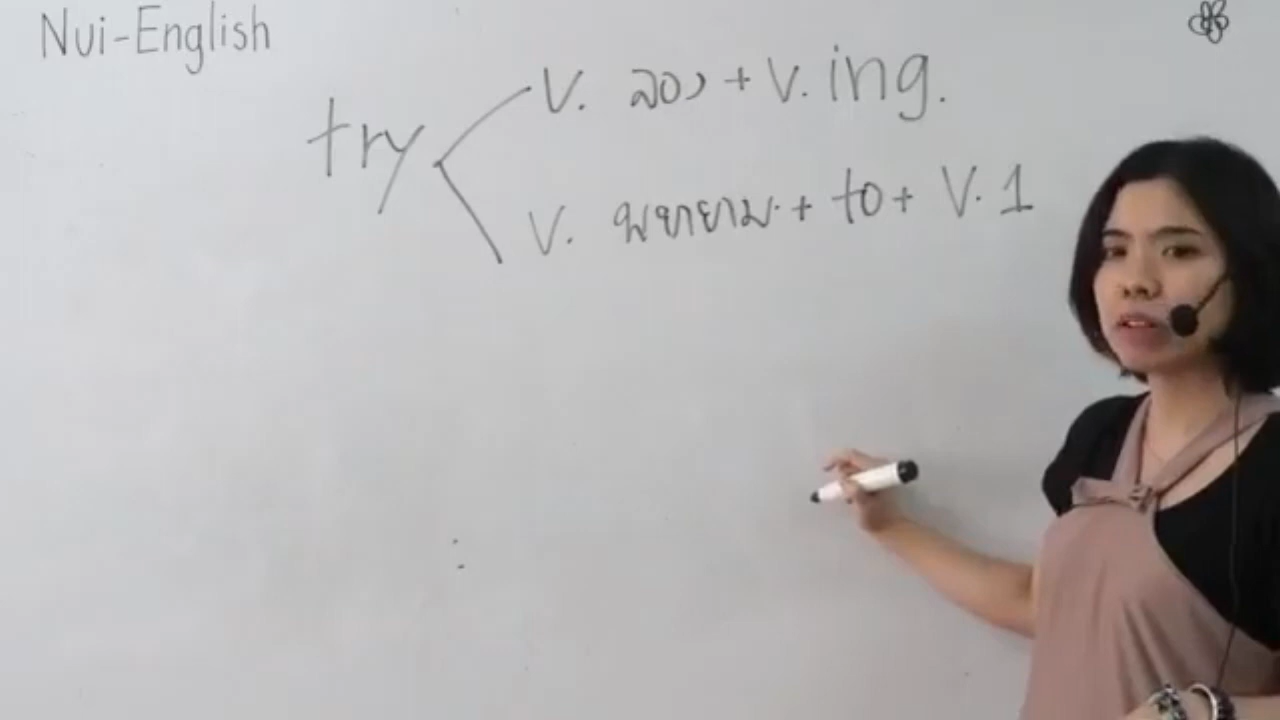 Nui-English
try
V. ลอง + V. ing.
V. พยายาม + to + V. 1